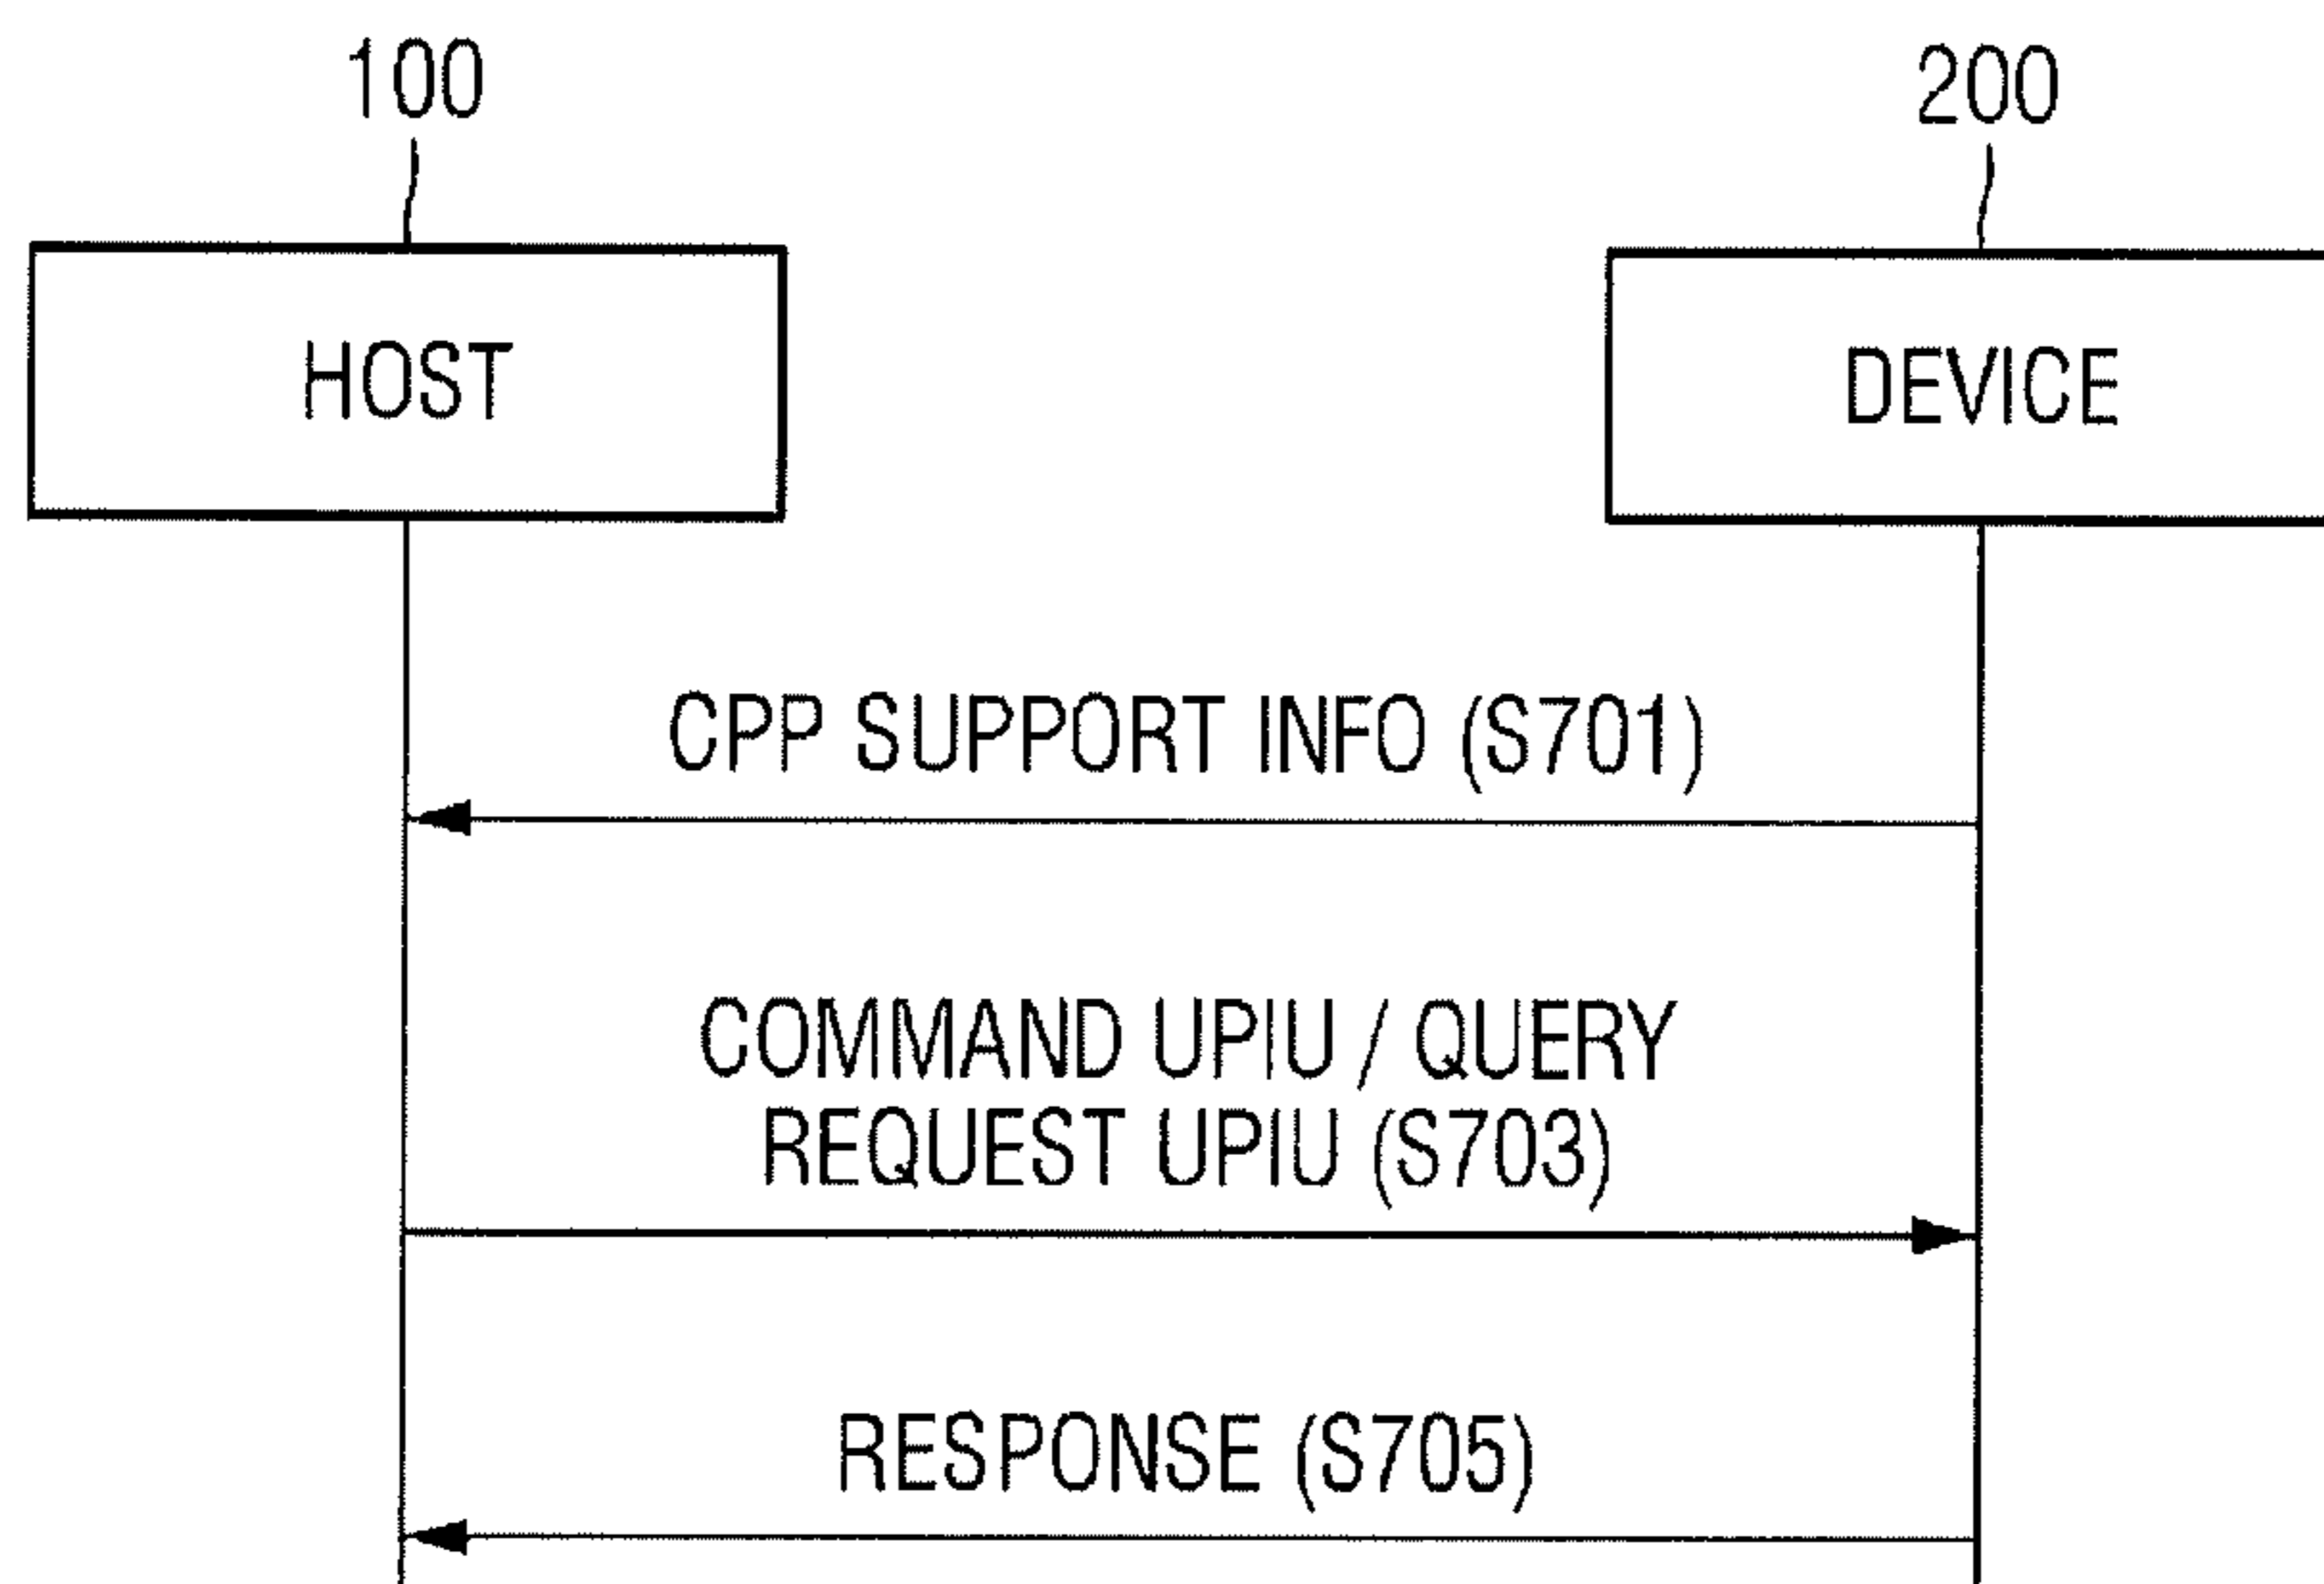 100
200
HOST
DEVICE
CPP SUPPORT INFO (S701)
COMMAND UPIU / QUERY
REQUEST UPIU (S703)
RESPONSE (S705)